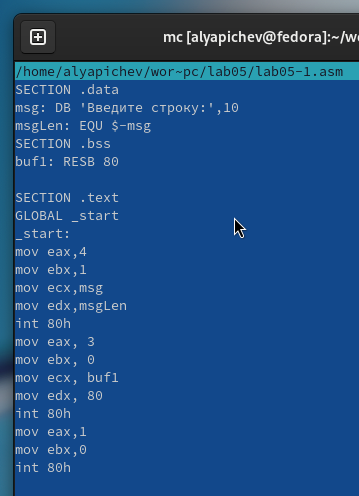 mc [alyapichev@fedora]:~/wo
/home/alyapichev/wor~pc/lab05/lab05-1.asm
SECTION .data
msg: DB 'Введите строку:',10
msgLen: EQU $-msg
SECTION .bss
buf1: RESB 80
SECTION .text
GLOBAL _start
_start:
mov eax,4
mov ebx,1
mov ecx,msg
mov edx,msgLen
int 80h
mov eax, 3
mov ebx, 0
mov ecx, buf1
mov edx, 80
int 80h
mov eax,1
mov ebx,0
int 80h